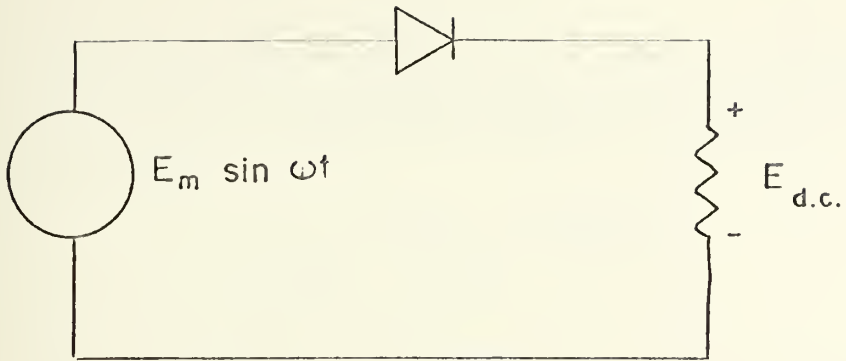 E_m sin ωt
+
E_d.c.
-